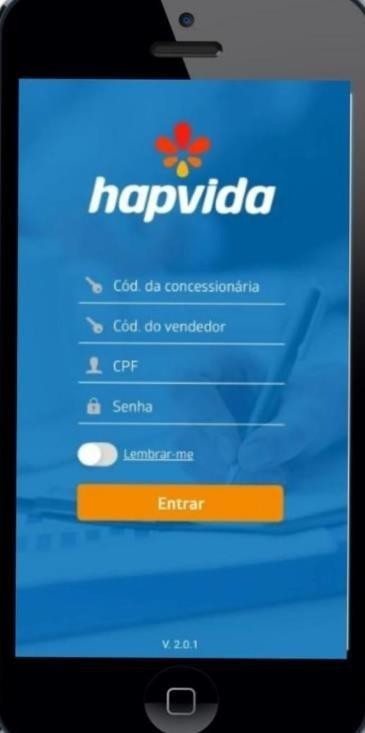 hapvida
Cód. da concessionária
Cód. do vendedor
CPF
Senha
Lembrar-me
Entrar
V. 2.0.1